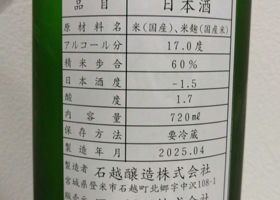 品目 日本酒
原材料名 米(国産)、米麹(国産米)
アルコール分 17.0度
精米歩合 60%
日本酒度 -1.5
酸度 1.7
内容量 720ml
保存方法 要冷蔵
製造年月 2025.04
製造者 石越醸造株式会社
宮城県登米市石越町北郷字中沢108-1